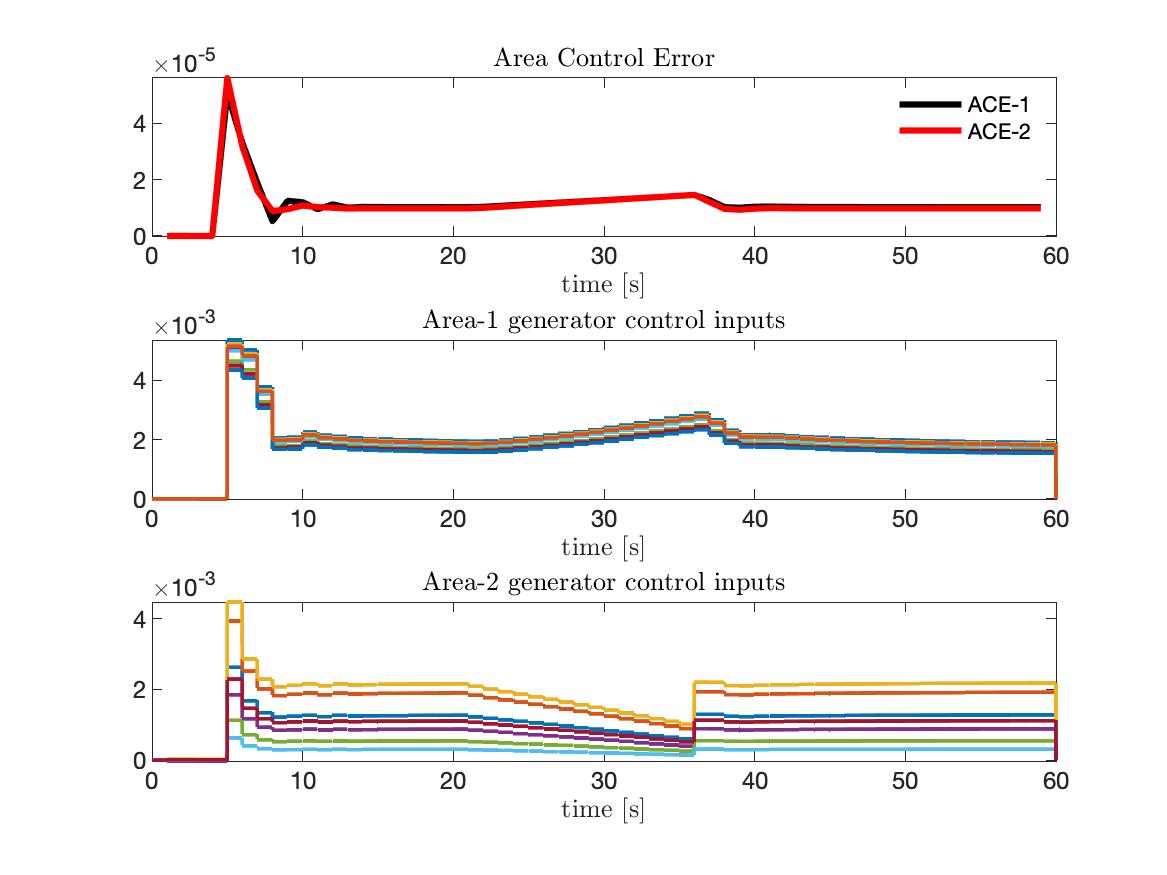 ×10-5
Area Control Error
4
2
0
ACE-1
ACE-2
0 10 20 30 40 50 60
time [s]
×10-3
Area-1 generator control inputs
4
2
0
0 10 20 30 40 50 60
time [s]
×10-3
Area-2 generator control inputs
4
2
0
0 10 20 30 40 50 60
time [s]